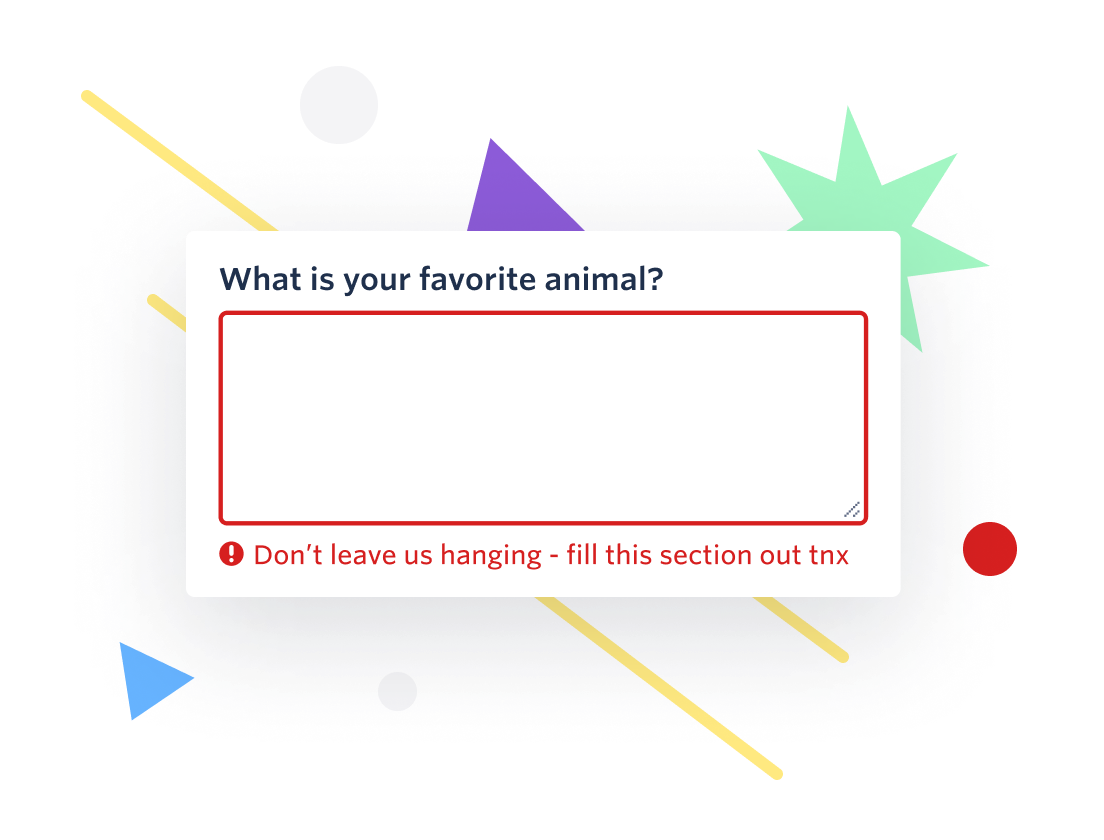 What is your favorite animal?
Don’t leave us hanging - fill this section out tnx